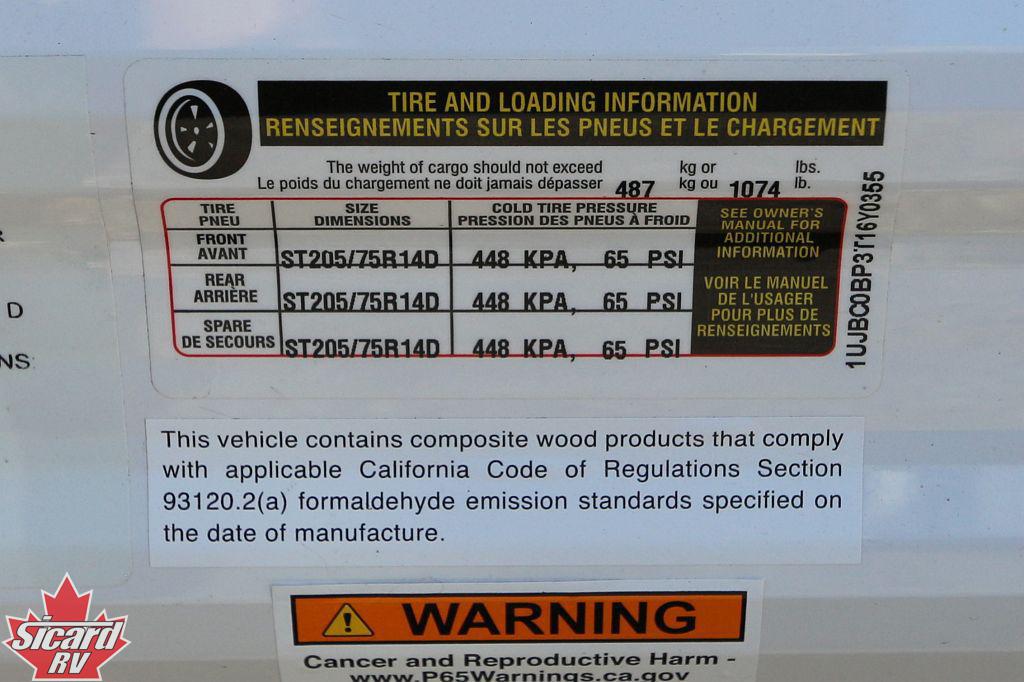 TIRE AND LOADING INFORMATION
RENSEIGNEMENTS SUR LES PNEUS ET LE CHARGEMENT
The weight of cargo should not exceed kg or lbs.
Le poids du chargement ne doit jamais dépasser 487 kg ou 1074 lb.
TIRE SIZE COLD TIRE PRESSURE
PNEU DIMENSIONS PRESSION DES PNEUS À FROID
FRONT
AVANT ST205/75R14D 448 KPA, 65 PSI
REAR
ARRIÈRE ST205/75R14D 448 KPA, 65 PSI
SPARE
DE SECOURS ST205/75R14D 448 KPA, 65 PSI
SEE OWNER'S
MANUAL FOR
ADDITIONAL
INFORMATION
VOIR LE MANUEL
DE L'USAGER
POUR PLUS DE
RENSEIGNEMENTS
1UJBC0BP3T16Y0355
D
NS
This vehicle contains composite wood products that comply
with applicable California Code of Regulations Section
93120.2(a) formaldehyde emission standards specified on
the date of manufacture.
WARNING
Cancer and Reproductive Harm -
www.P65Warnings.ca.gov
Sicard
RV